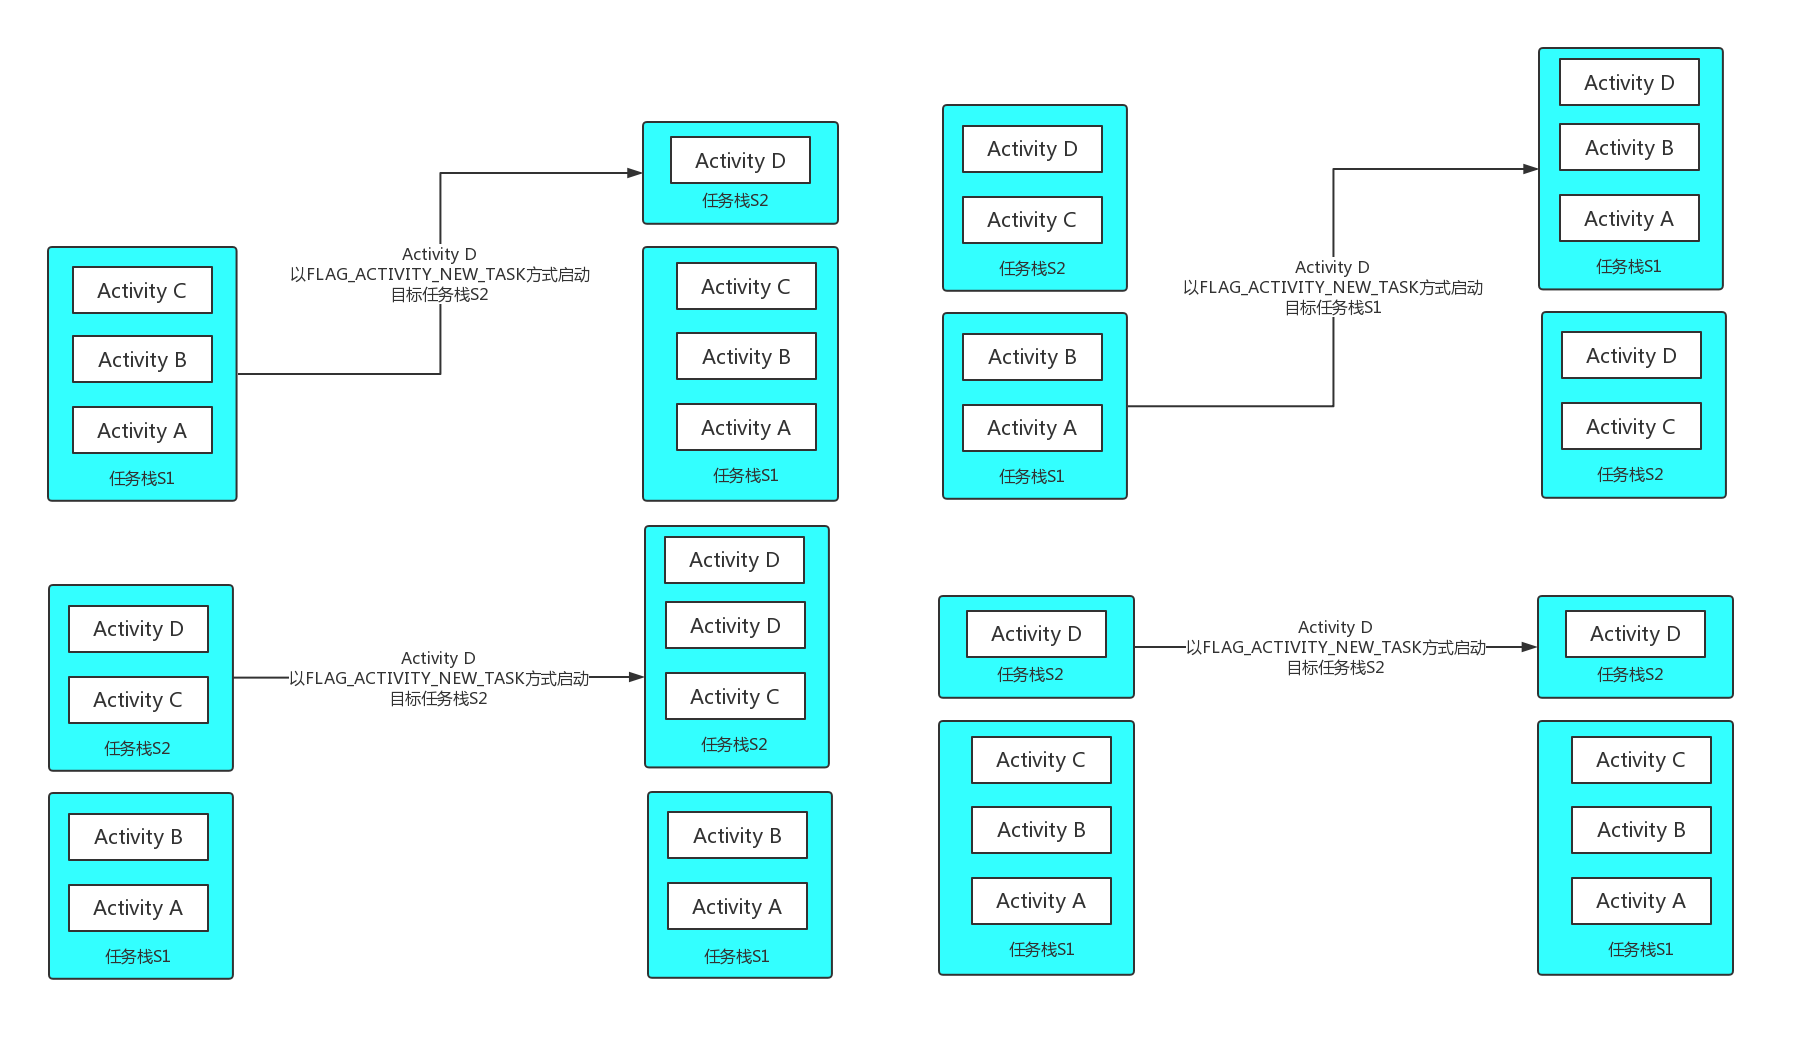 Activity C
Activity B
Activity A
任务栈S1
Activity D
以FLAG_ACTIVITY_NEW_TASK方式启动
目标任务栈S2
Activity D
任务栈S2
Activity C
Activity B
Activity A
任务栈S1
Activity D
Activity C
任务栈S2
Activity B
Activity A
任务栈S1
Activity D
以FLAG_ACTIVITY_NEW_TASK方式启动
目标任务栈S1
Activity D
Activity B
Activity A
任务栈S1
Activity D
Activity C
任务栈S2
Activity D
Activity C
任务栈S2
Activity B
Activity A
任务栈S1
Activity D
以FLAG_ACTIVITY_NEW_TASK方式启动
目标任务栈S2
Activity D
Activity D
Activity C
任务栈S2
Activity B
Activity A
任务栈S1
Activity D
任务栈S2
Activity C
Activity B
Activity A
任务栈S1
Activity D
以FLAG_ACTIVITY_NEW_TASK方式启动
目标任务栈S2
Activity D
任务栈S2
Activity C
Activity B
Activity A
任务栈S1